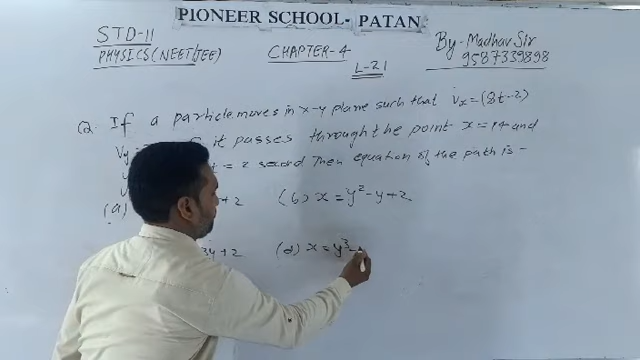 PIONEER SCHOOL- PATAN
STD-11
PHYSICS (NEET/JEE)
CHAPTER-4
L-21
By- Madhav Sir
9587339898
Q. If a particle moves in x-y plane such that Vx = (8t-2)
Vy it passes through the point x=14 and
= 2 second Then equation of the path is -
(a) + 2 (b) x = y² - y + 2
3y + 2 (d) x = y³ -